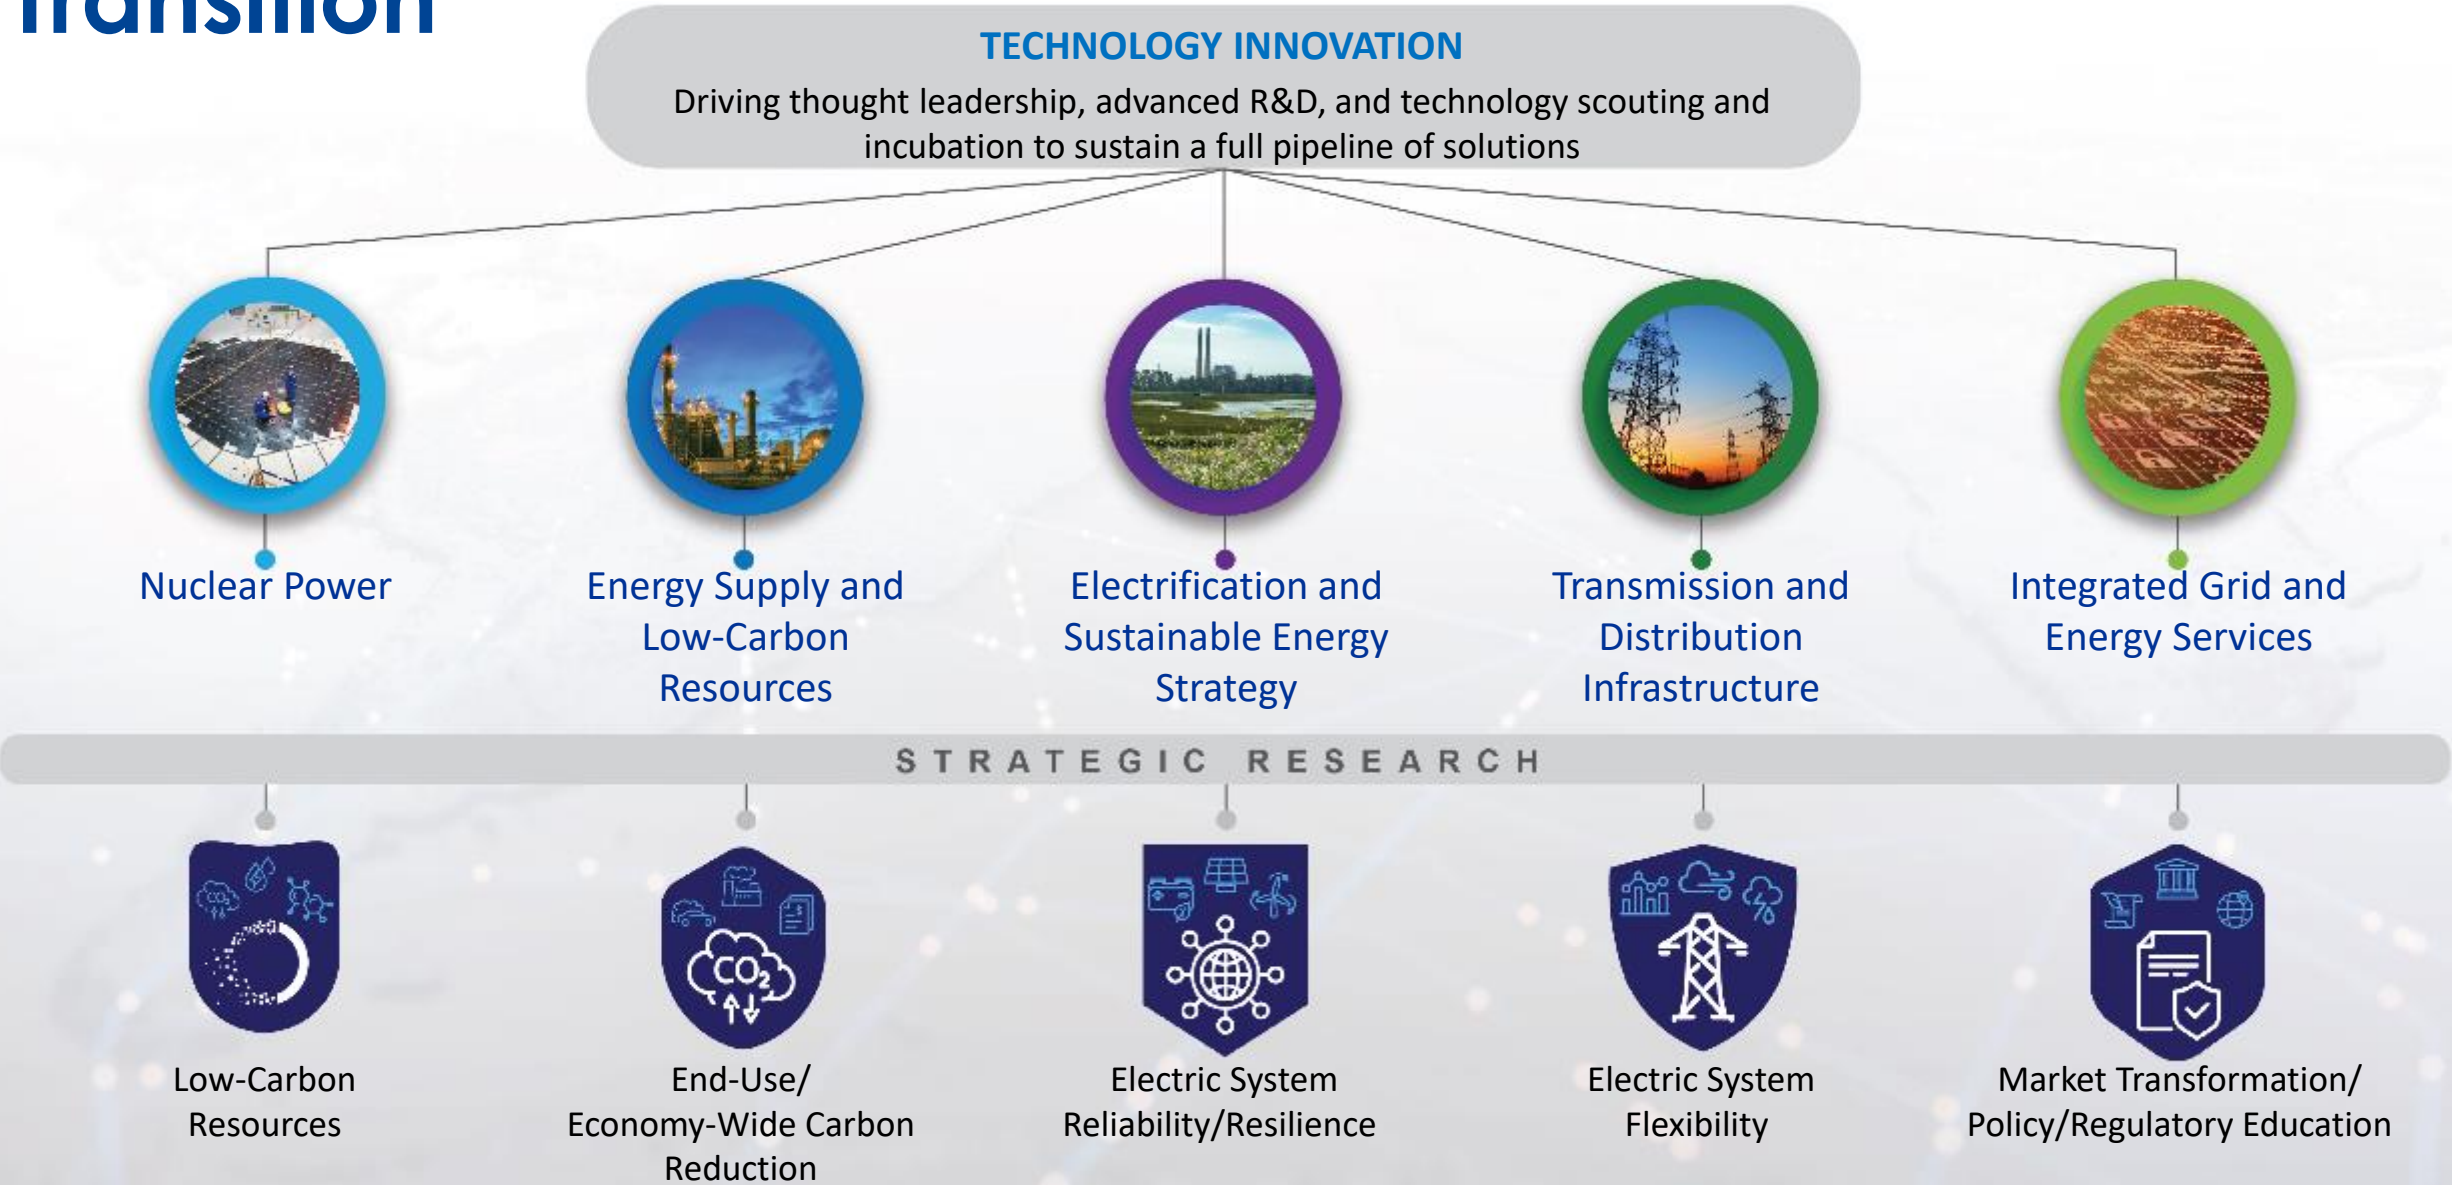 Transition
TECHNOLOGY INNOVATION
Driving thought leadership, advanced R&D, and technology scouting and
incubation to sustain a full pipeline of solutions
Nuclear Power
Energy Supply and
Low-Carbon
Resources
Electrification and
Sustainable Energy
Strategy
Transmission and
Distribution
Infrastructure
Integrated Grid and
Energy Services
STRATEGIC RESEARCH
CO₂
CO₂
Low-Carbon
Resources
End-Use/
Economy-Wide Carbon
Reduction
Electric System
Reliability/Resilience
Electric System
Flexibility
Market Transformation/
Policy/Regulatory Education